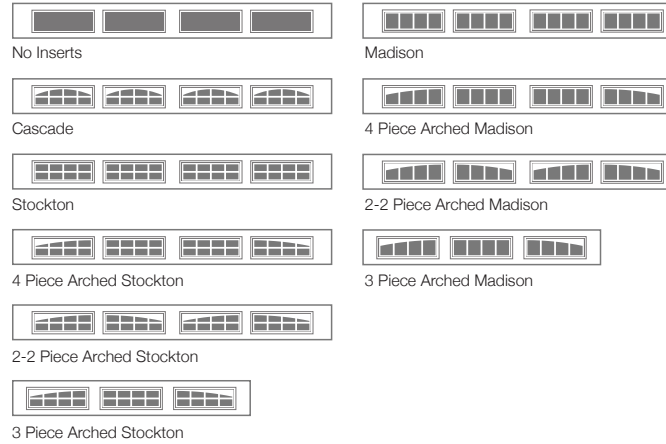 No Inserts
Cascade
Stockton
4 Piece Arched Stockton
2-2 Piece Arched Stockton
3 Piece Arched Stockton
Madison
4 Piece Arched Madison
2-2 Piece Arched Madison
3 Piece Arched Madison